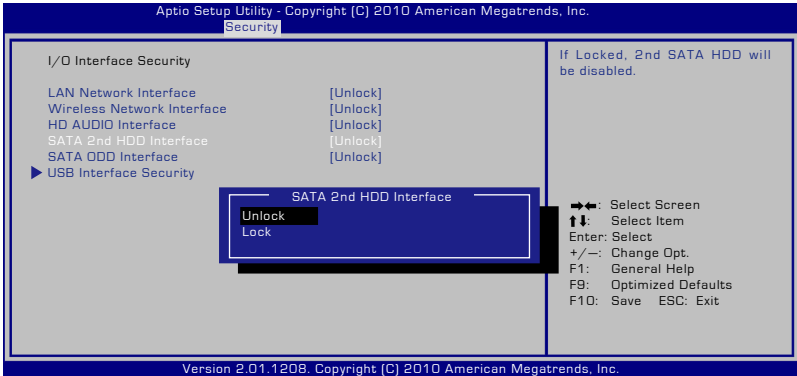 Aptio Setup Utility - Copyright (C) 2010 American Megatrends, Inc.
Security
I/O Interface Security
LAN Network Interface [Unlock]
Wireless Network Interface [Unlock]
HD AUDIO Interface [Unlock]
SATA 2nd HDD Interface [Unlock]
SATA ODD Interface [Unlock]
USB Interface Security
SATA 2nd HDD Interface
Unlock
Lock
If Locked, 2nd SATA HDD will
be disabled.
→←: Select Screen
↑↓: Select Item
Enter: Select
+/—: Change Opt.
F1: General Help
F9: Optimized Defaults
F10: Save ESC: Exit
Version 2.01.1208. Copyright (C) 2010 American Megatrends, Inc.